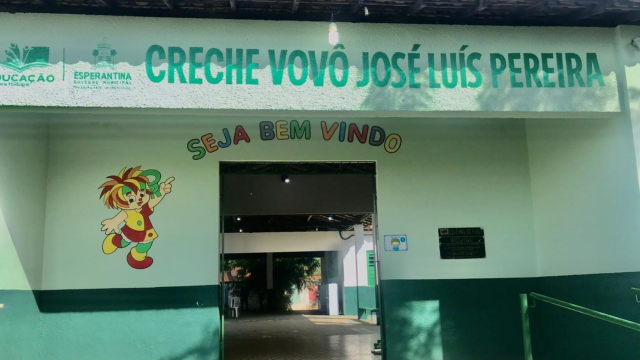 EDUCAÇÃO
ESPERANTINA
CRECHE VOVÔ JOSÉ LUÍS PEREIRA
SEJA BEM VINDO